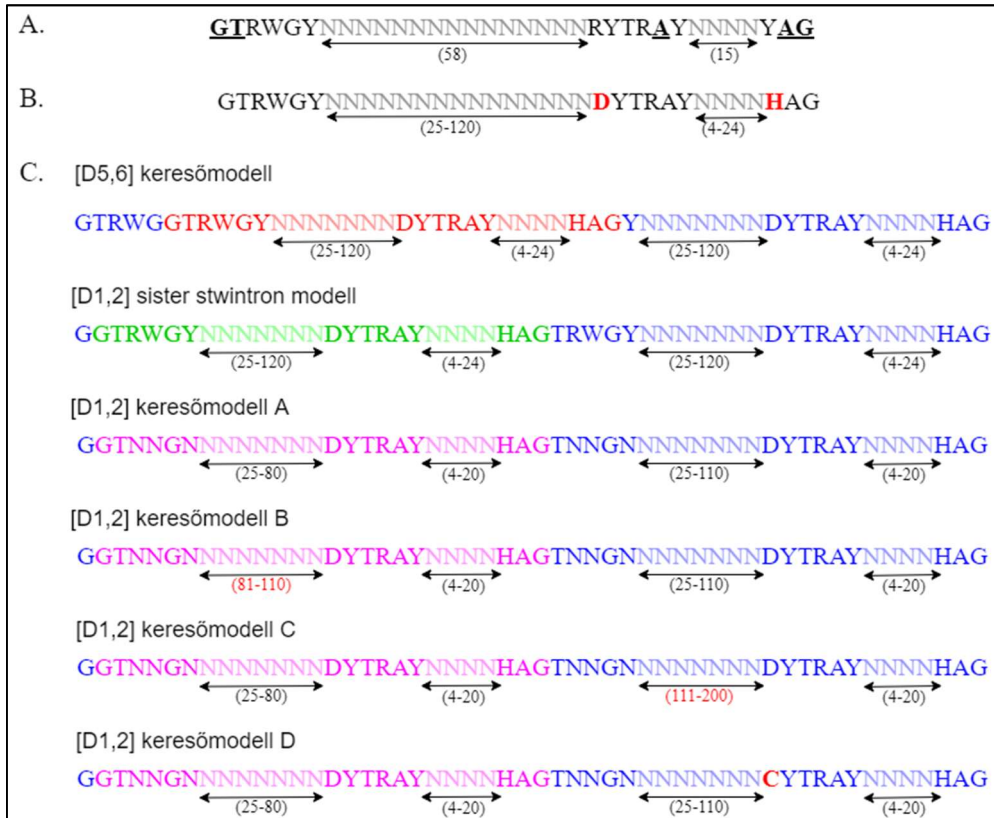 A. GTRWGYNNNNNNNNNNNNNNNRYTRAYNNNNYAG
(58) (15)
B. GTRWGYNNNNNNNNNNNNNNNDYTRAYNNNNHAG
(25-120) (4-24)
C. [D5,6] keresőmodell
GTRWGGTRWGYNNNNNNNDYTRAYNNNNHAGYNNNNNNNDYTRAYNNNNHAG
(25-120) (4-24) (25-120) (4-24)
[D1,2] sister stwintron modell
GGTRWGYNNNNNNNDYTRAYNNNNHAGTRWGYNNNNNNNDYTRAYNNNNHAG
(25-120) (4-24) (25-120) (4-24)
[D1,2] keresőmodell A
GGTNNGNNNNNNNNDYTRAYNNNNHAGTNNGNNNNNNNNDYTRAYNNNNHAG
(25-80) (4-20) (25-110) (4-20)
[D1,2] keresőmodell B
GGTNNGNNNNNNNNDYTRAYNNNNHAGTNNGNNNNNNNNDYTRAYNNNNHAG
(81-110) (4-20) (25-110) (4-20)
[D1,2] keresőmodell C
GGTNNGNNNNNNNNDYTRAYNNNNHAGTNNGNNNNNNNNDYTRAYNNNNHAG
(25-80) (4-20) (111-200) (4-20)
[D1,2] keresőmodell D
GGTNNGNNNNNNNNDYTRAYNNNNHAGTNNGNNNNNNNNCYTRAYNNNNHAG
(25-80) (4-20) (25-110) (4-20)